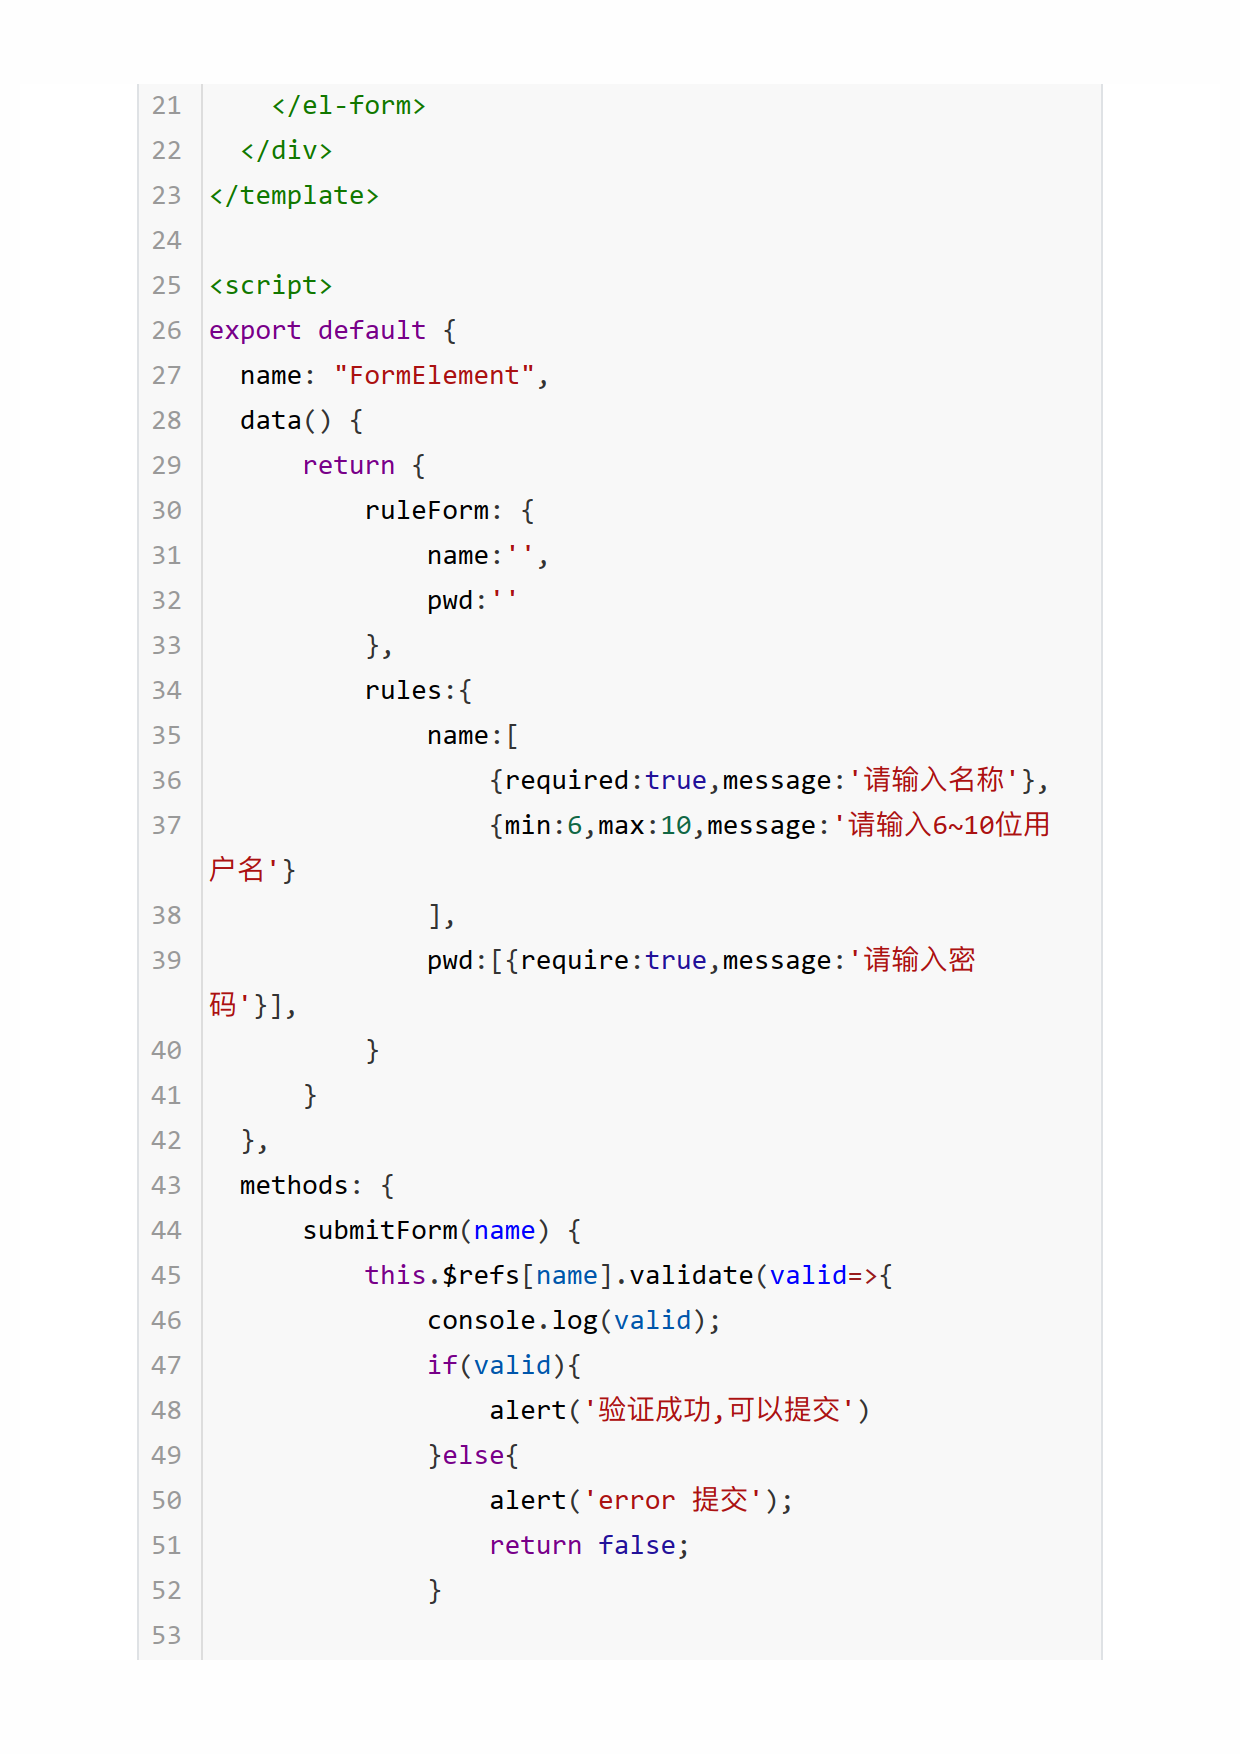 21     </el-form>
22   </div>
23 </template>
24
25 <script>
26 export default {
27   name: "FormElement",
28   data() {
29       return {
30           ruleForm: {
31               name:'',
32               pwd:''
33           },
34           rules:{
35               name:[
36                   {required:true,message:'请输入名称'},
37                   {min:6,max:10,message:'请输入6~10位用
户名'}
38               ],
39               pwd:[{require:true,message:'请输入密
码'}],
40           }
41       }
42   },
43   methods: {
44       submitForm(name) {
45           this.$refs[name].validate(valid=>{
46               console.log(valid);
47               if(valid){
48                   alert('验证成功,可以提交')
49               }else{
50                   alert('error 提交');
51                   return false;
52               }
53